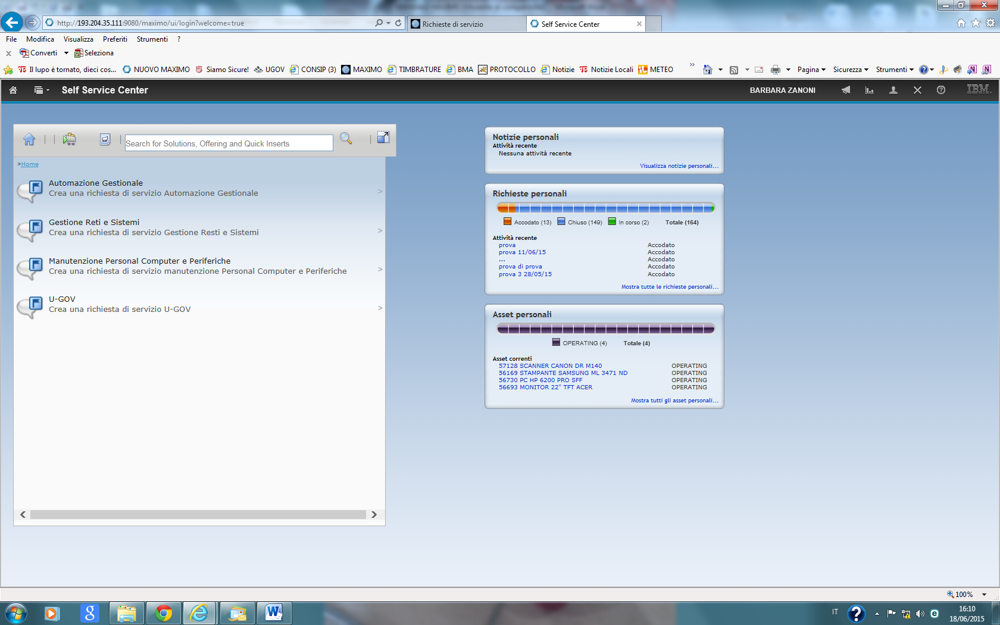 http://193.204.35.111:9080/maximo/ui/login?welcome=true
Richieste di servizio
Self Service Center
File Modifica Visualizza Preferiti Strumenti ?
Converti Seleziona
Il lupo è tornato, dieci cos... NUOVO MAXIMO Siamo Sicure! UGOV CONSIP (3) MAXIMO TIMBRATURE BMA PROTOCOLLO Notizie Notizie Locali METEO
Pagina Sicurezza Strumenti
Self Service Center
BARBARA ZANONI
IBM.
Search for Solutions, Offering and Quick Inserts
»Home
Automazione Gestionale
Crea una richiesta di servizio Automazione Gestionale
Gestione Reti e Sistemi
Crea una richiesta di servizio Gestione Resti e Sistemi
Manutenzione Personal Computer e Periferiche
Crea una richiesta di servizio manutenzione Personal Computer e Periferiche
U-GOV
Crea una richiesta di servizio U-GOV
Notizie personali
Attività recente
Nessuna attività recente
Visualizza notizie personali...
Richieste personali
Accodato (13) Chiuso (149) In corso (2) Totale (164)
Attività recente
prova Accodato
prova 11/06/15 Accodato
... Accodato
prova di prova Accodato
prova 3 28/05/15 Accodato
Mostra tutte le richieste personali...
Asset personali
OPERATING (4) Totale (4)
Asset correnti
57128 SCANNER CANON DR M140 OPERATING
56169 STAMPANTE SAMSUNG ML 3471 ND OPERATING
56730 PC HP 6200 PRO SFF OPERATING
56693 MONITOR 22" TFT ACER OPERATING
Mostra tutti gli asset personali...
100%
IT
16:10
18/06/2015